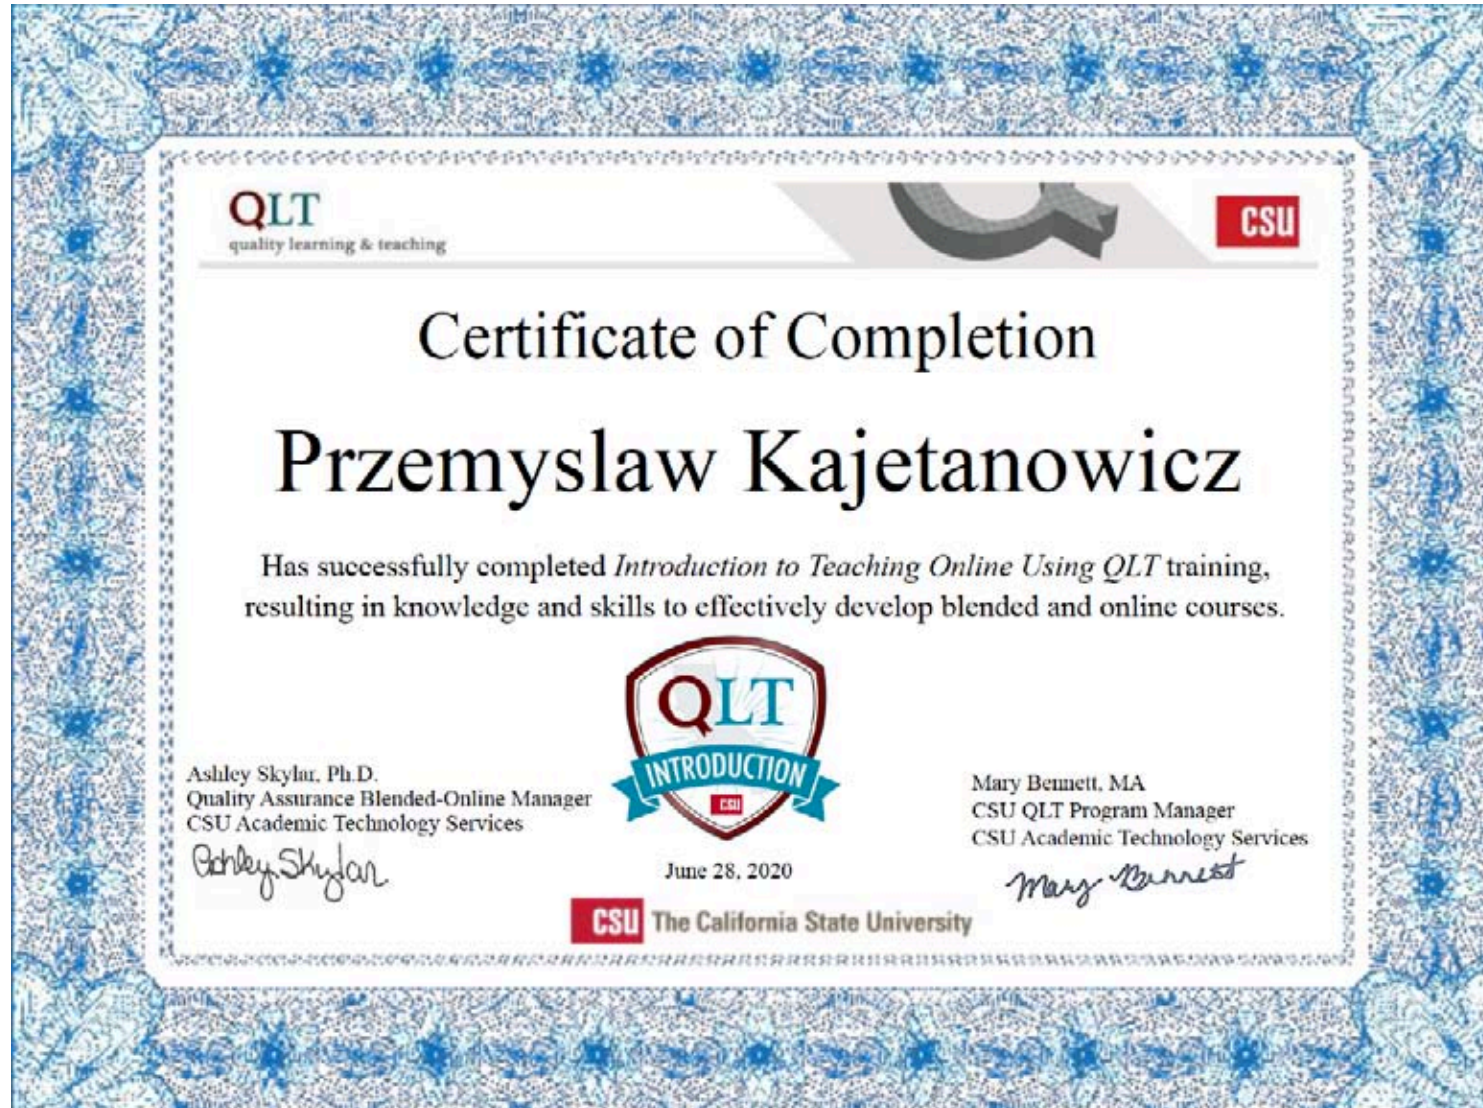 QLT
quality learning & teaching
CSU
Certificate of Completion
Przemyslaw Kajetanowicz
Has successfully completed Introduction to Teaching Online Using QLT training,
resulting in knowledge and skills to effectively develop blended and online courses.
QLT
INTRODUCTION
CSU
Ashley Skylar, Ph.D.
Quality Assurance Blended-Online Manager
CSU Academic Technology Services
Ashley Skylar
June 28, 2020
Mary Bennett, MA
CSU QLT Program Manager
CSU Academic Technology Services
Mary Bennett
CSU The California State University